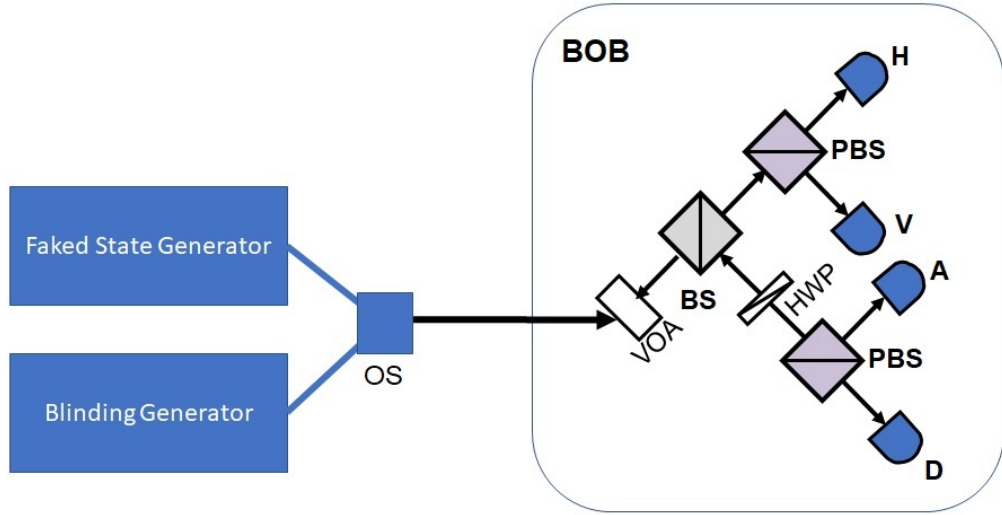 BOB
H
PBS
V
A
BS
HWP
VOA
PBS
D
Faked State Generator
OS
Blinding Generator